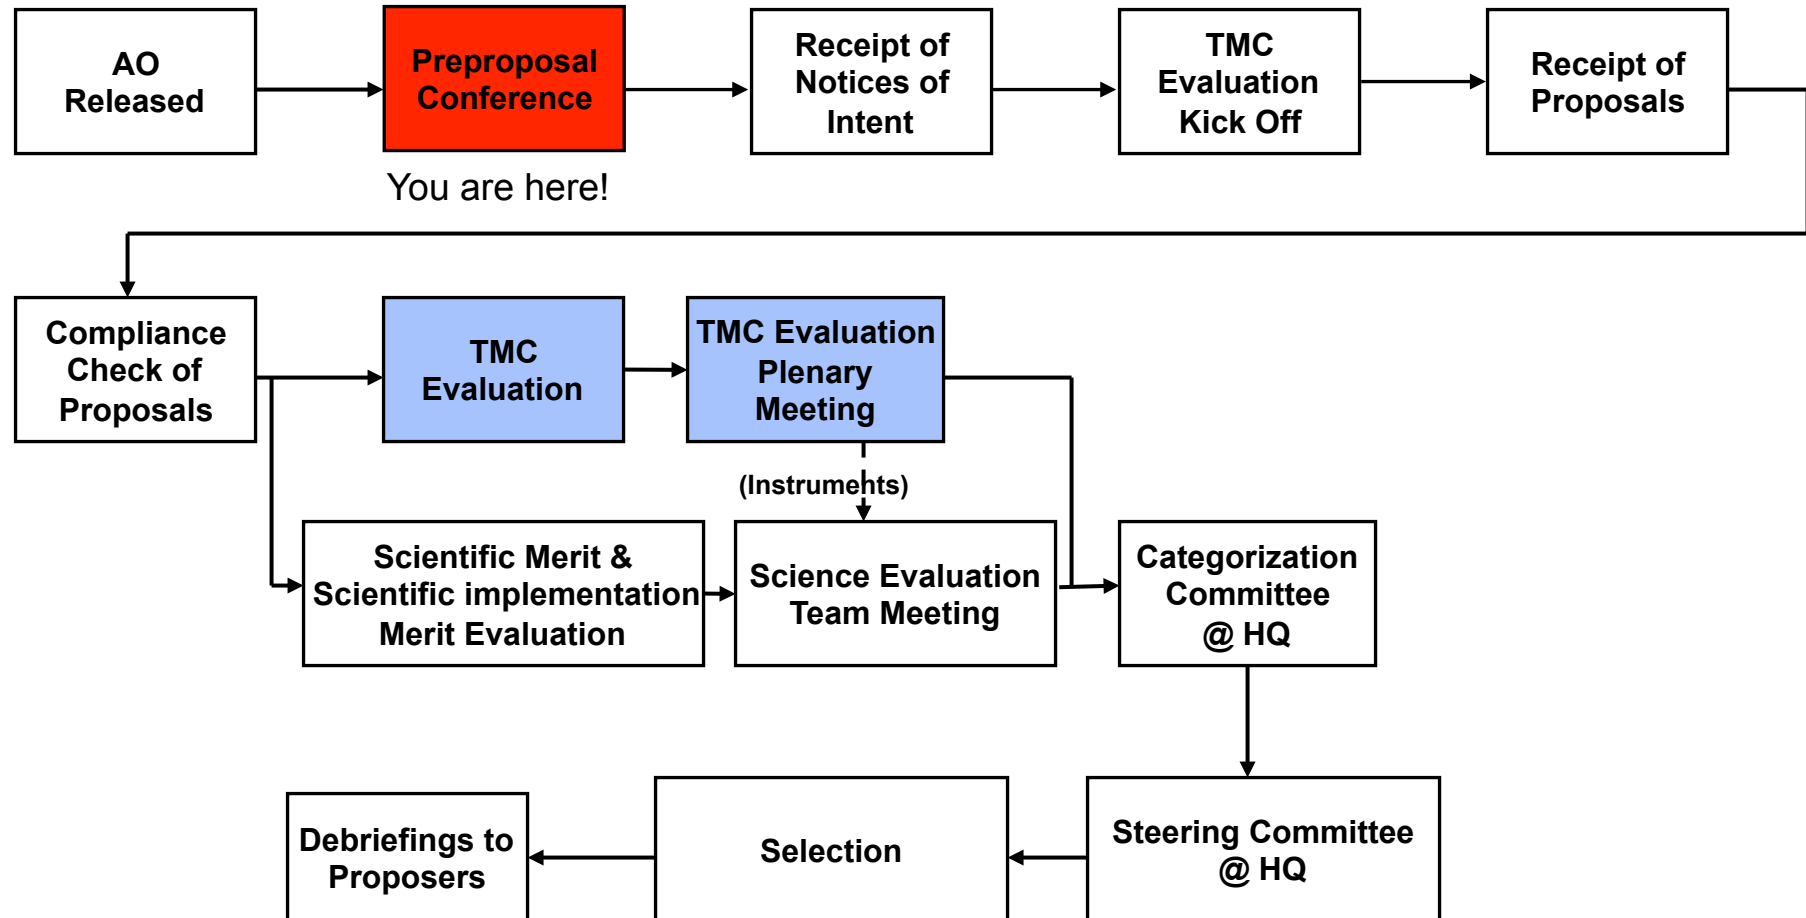 AO
Released
Preproposal
Conference
Receipt of
Notices of
Intent
TMC
Evaluation
Kick Off
Receipt of
Proposals
You are here!
Compliance
Check of
Proposals
TMC
Evaluation
TMC Evaluation
Plenary
Meeting
(Instruments)
Scientific Merit &
Scientific implementation
Merit Evaluation
Science Evaluation
Team Meeting
Categorization
Committee
@ HQ
Debriefings to
Proposers
Selection
Steering Committee
@ HQ